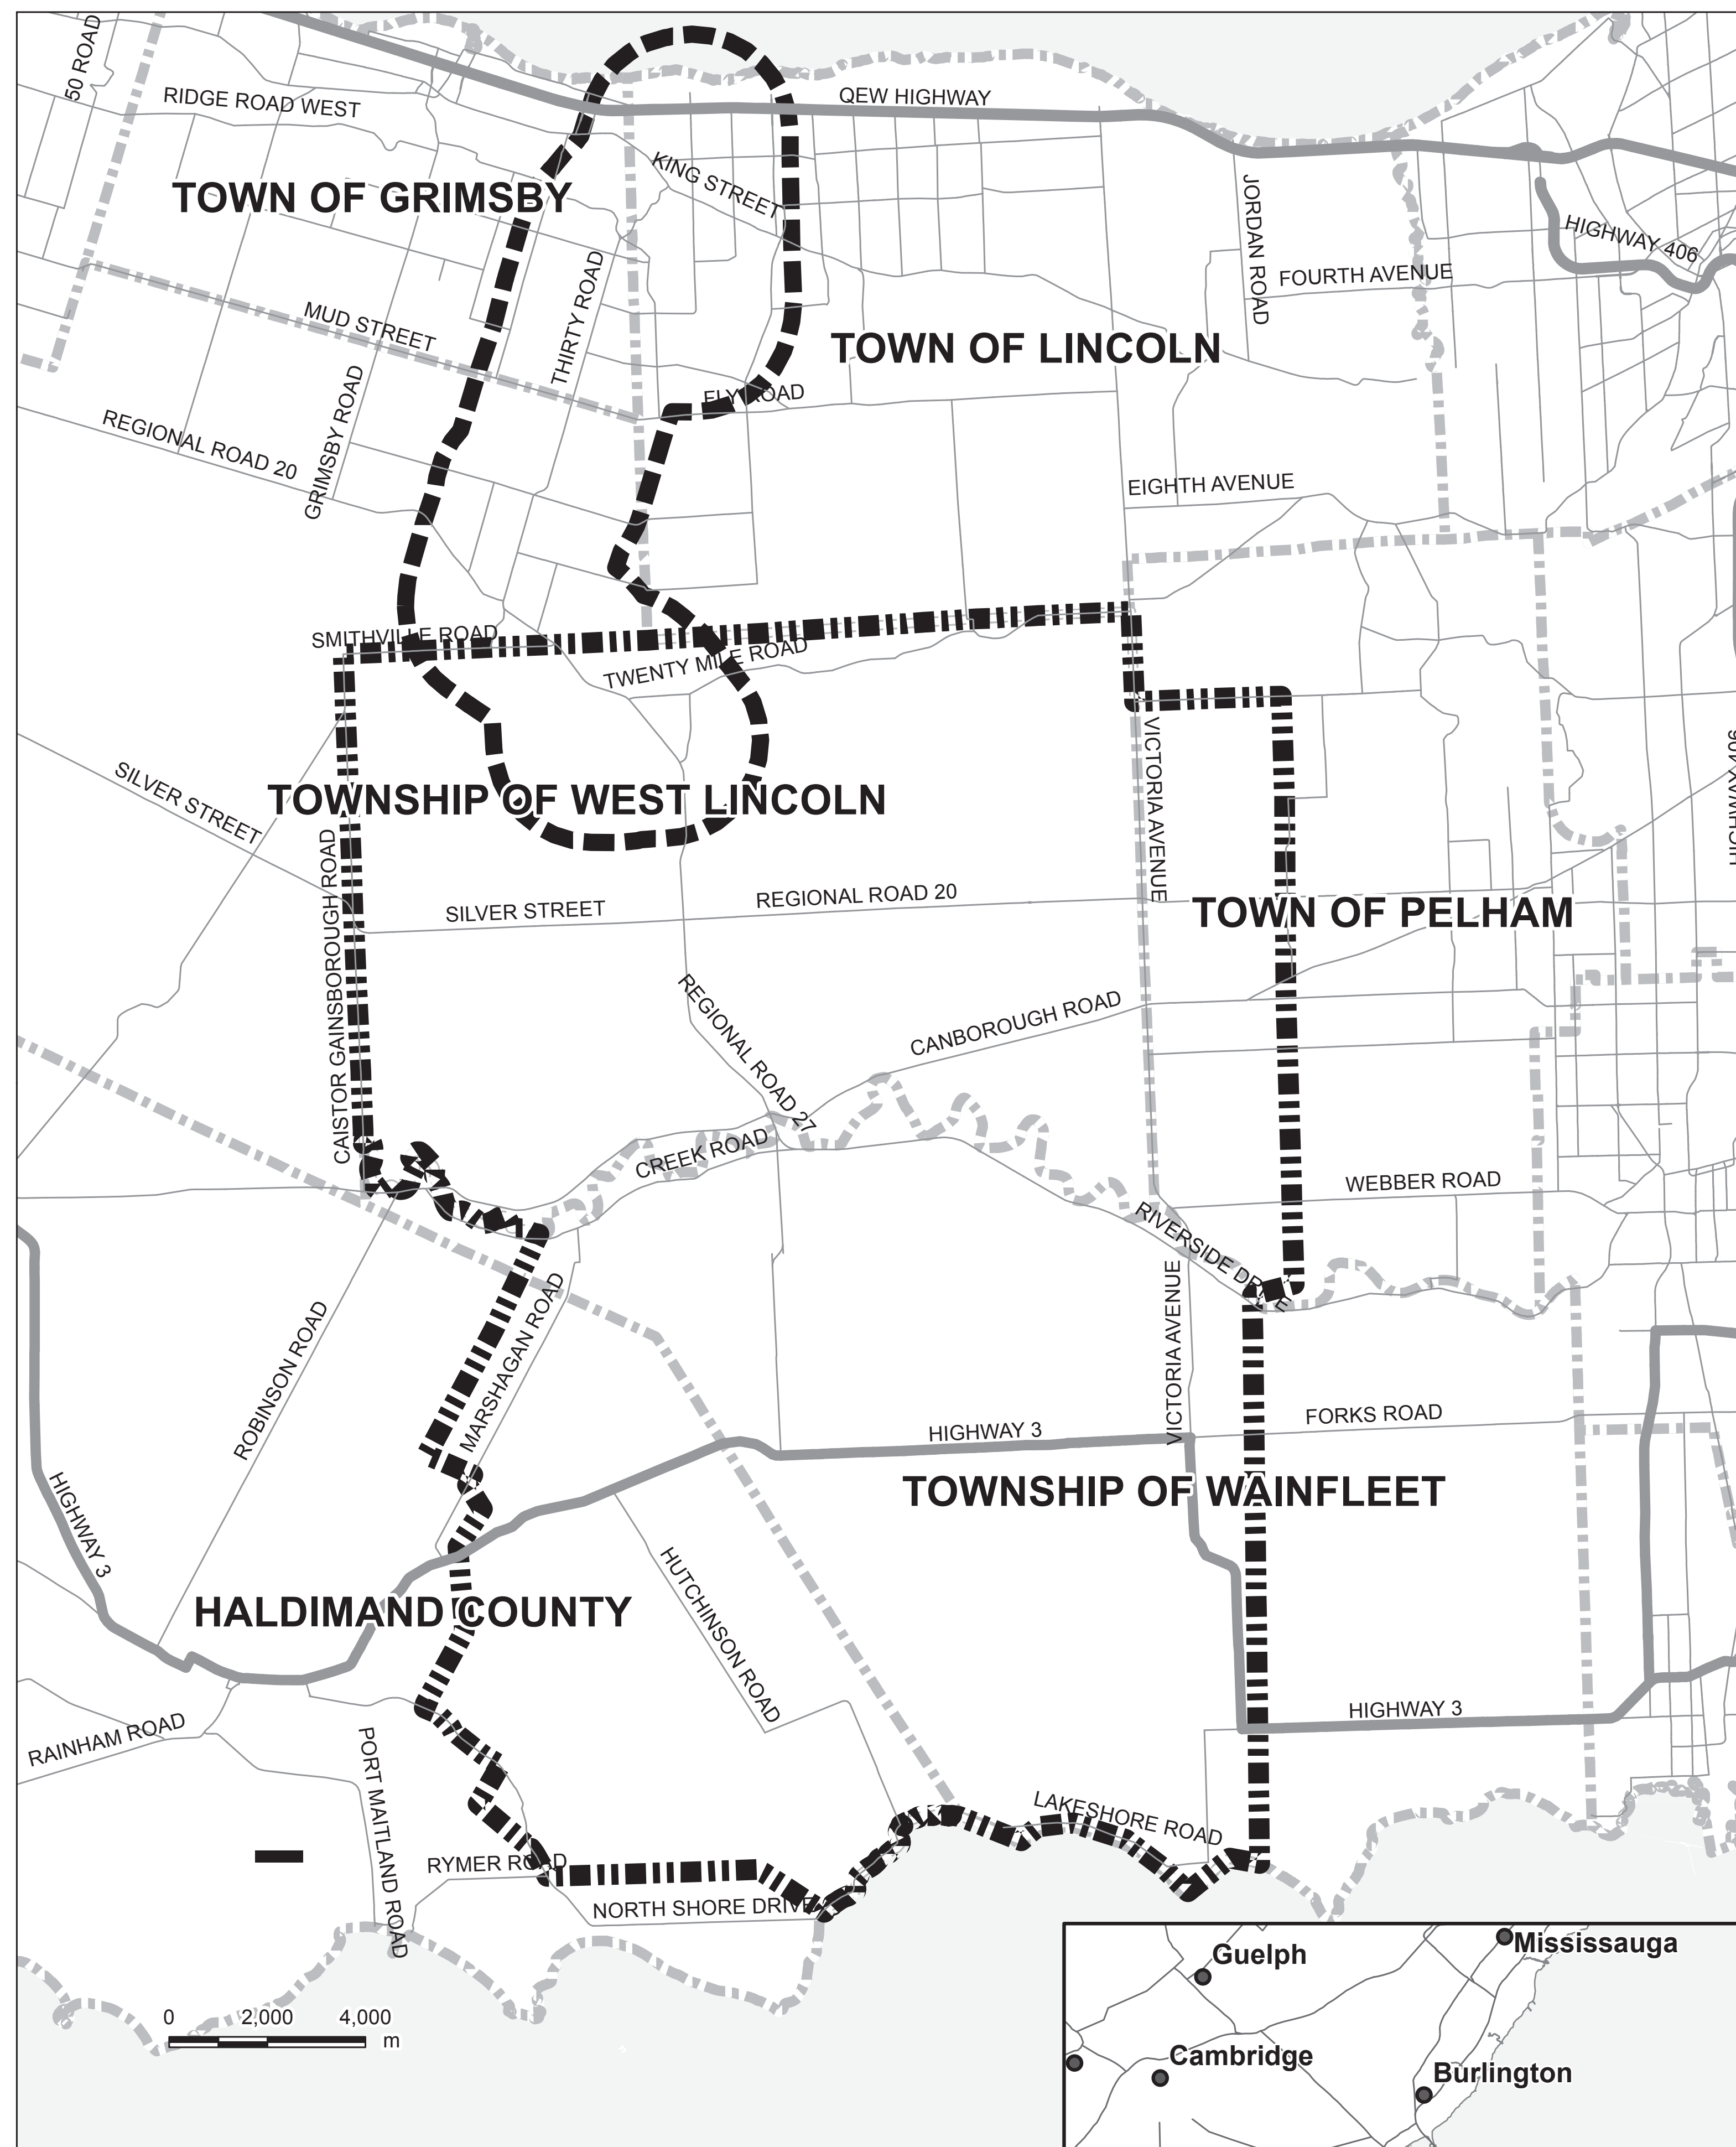 50 ROAD
RIDGE ROAD WEST
QEW HIGHWAY
KING STREET
TOWN OF GRIMSBY
JORDAN ROAD
HIGHWAY 406
FOURTH AVENUE
THIRTY ROAD
MUD STREET
TOWN OF LINCOLN
FLY ROAD
GRIMSBY ROAD
REGIONAL ROAD 20
EIGHTH AVENUE
SMITHVILLE ROAD
TWENTY MILE ROAD
SILVER STREET
TOWNSHIP OF WEST LINCOLN
VICTORIA AVENUE
HIGHWAY 406
CAISTOR GAINSBOROUGH ROAD
SILVER STREET
REGIONAL ROAD 20
TOWN OF PELHAM
REGIONAL ROAD 27
CANBOROUGH ROAD
CREEK ROAD
WEBBER ROAD
RIVERSIDE DRIVE
VICTORIA AVENUE
MARSHAGAN ROAD
ROBINSON ROAD
HIGHWAY 3
FORKS ROAD
HIGHWAY 3
TOWNSHIP OF WAINFLEET
HUTCHINSON ROAD
HALDIMAND COUNTY
HIGHWAY 3
RAINHAM ROAD
PORT MAITLAND ROAD
LAKESHORE ROAD
RYMER ROAD
NORTH SHORE DRIVE
0 2,000 4,000
m
Guelph
Mississauga
Cambridge
Burlington